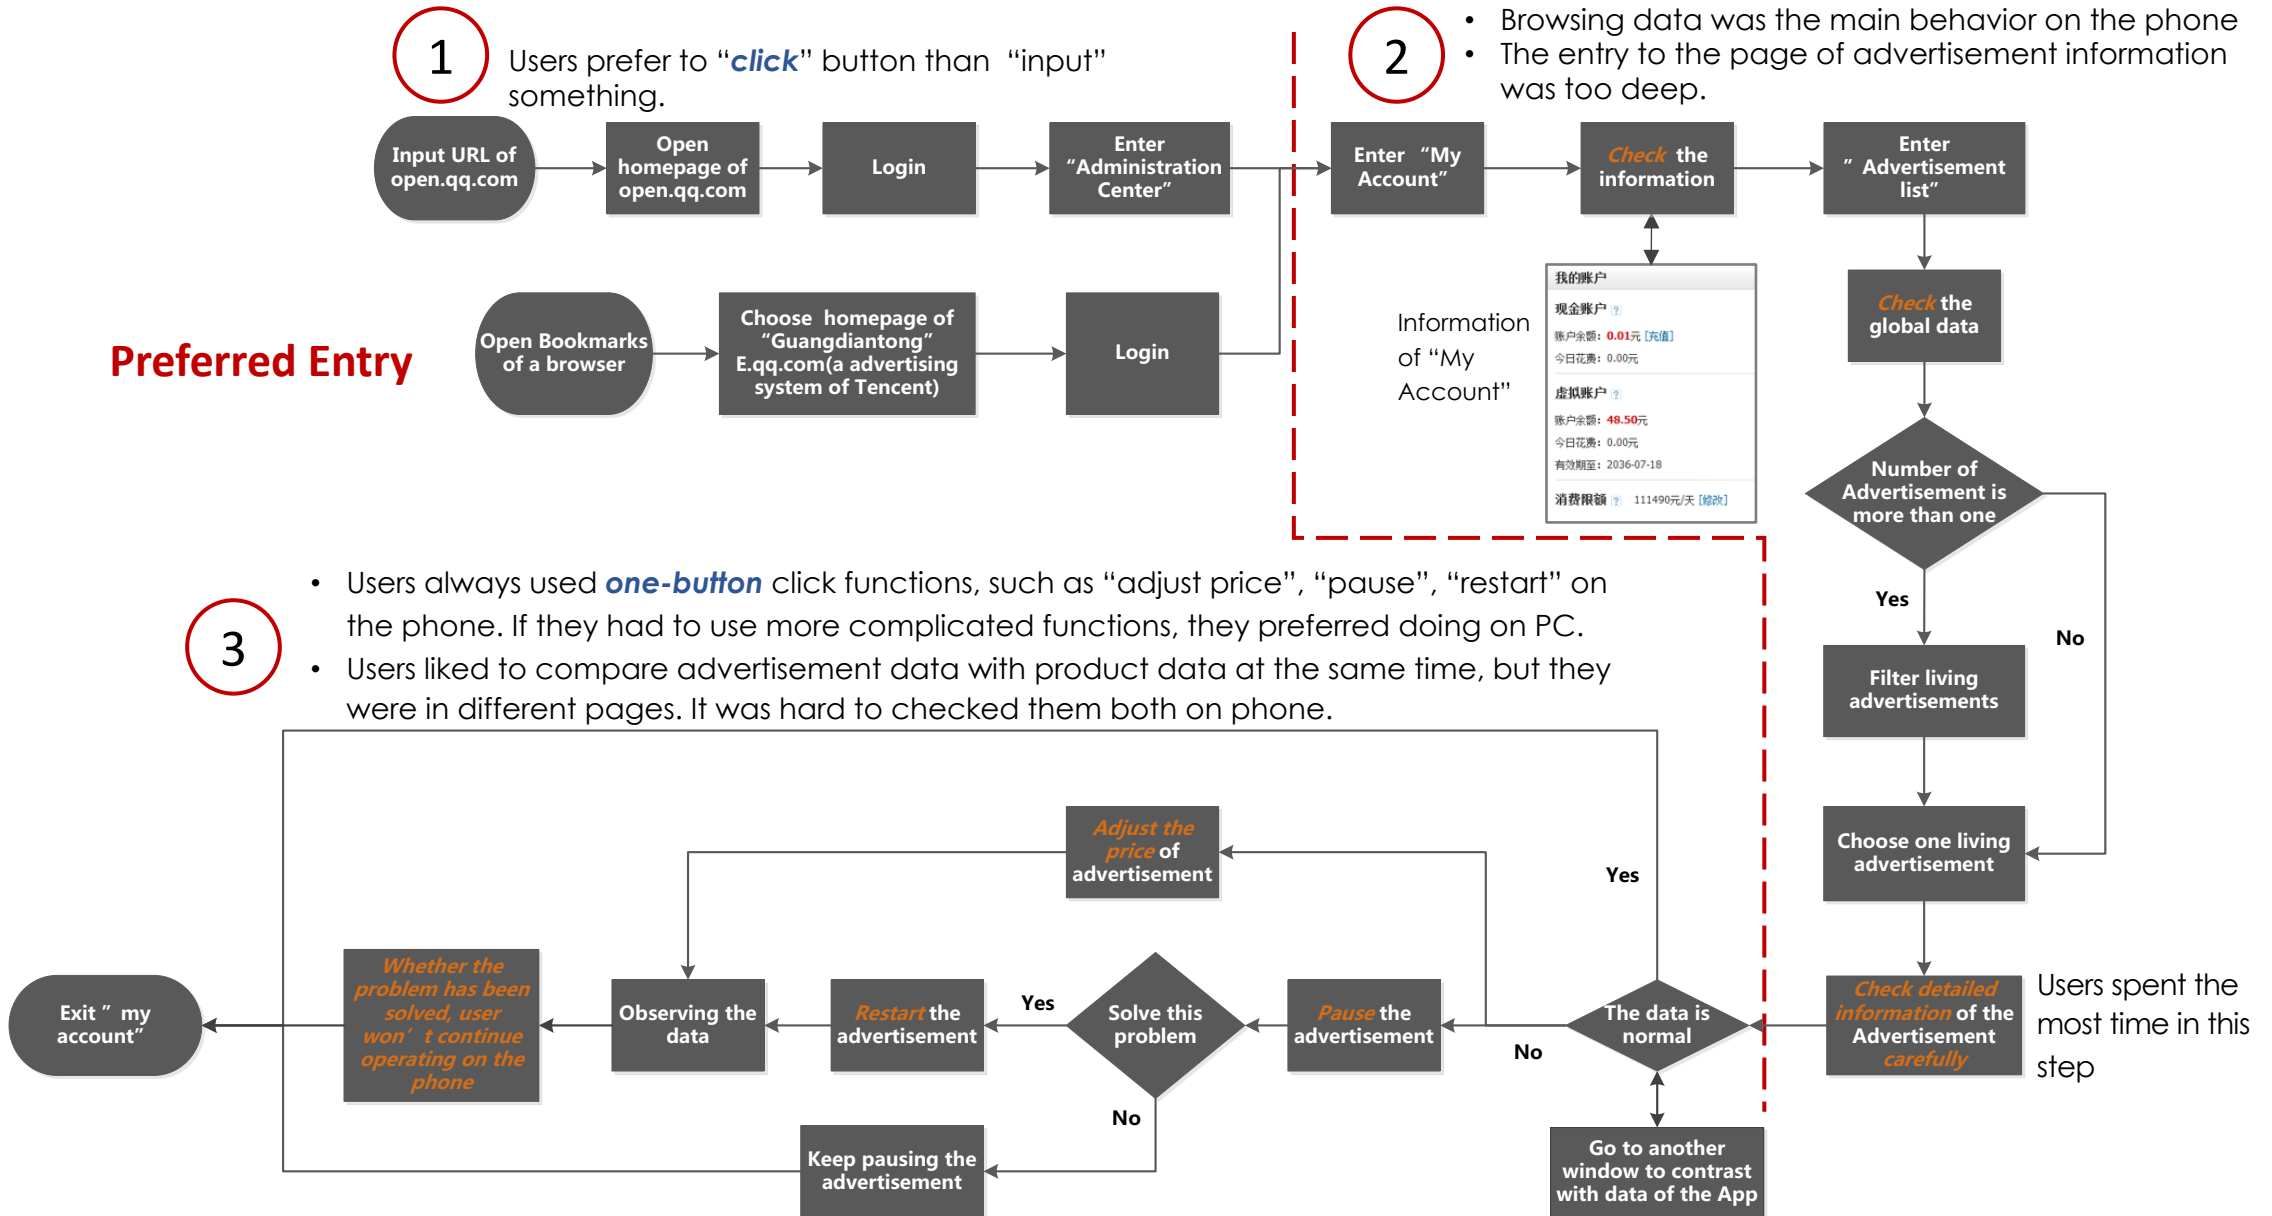 1
Users prefer to “click” button than “input”
something.
2
• Browsing data was the main behavior on the phone
• The entry to the page of advertisement information
was too deep.
Input URL of
open.qq.com
Open
homepage of
open.qq.com
Login
Enter
“Administration
Center”
Enter “My
Account”
Check the
information
Enter
” Advertisement
list”
Preferred Entry
Open Bookmarks
of a browser
Choose homepage of
“Guangdiantong”
E.qq.com(a advertising
system of Tencent)
Login
Information
of “My
Account”
我的账户
现金账户 ?
账户余额: 0.01元 [充值]
今日花费: 0.00元
虚拟账户 ?
账户余额: 48.50元
今日花费: 0.00元
有效期至: 2036-07-18
消费限额 ? 111490元/天 [修改]
Check the
global data
Number of
Advertisement is
more than one
Yes
No
Filter living
advertisements
Choose one living
advertisement
Check detailed
information of the
Advertisement
carefully
Users spent the
most time in this
step
3
• Users always used one-button click functions, such as “adjust price”, “pause”, “restart” on
the phone. If they had to use more complicated functions, they preferred doing on PC.
• Users liked to compare advertisement data with product data at the same time, but they
were in different pages. It was hard to checked them both on phone.
Adjust the
price of
advertisement
Yes
Exit ” my
account”
Whether the
problem has been
solved, user
won’ t continue
operating on the
phone
Observing the
data
Restart the
advertisement
Yes
Solve this
problem
Pause the
advertisement
No
The data is
normal
No
Keep pausing the
advertisement
Go to another
window to contrast
with data of the App